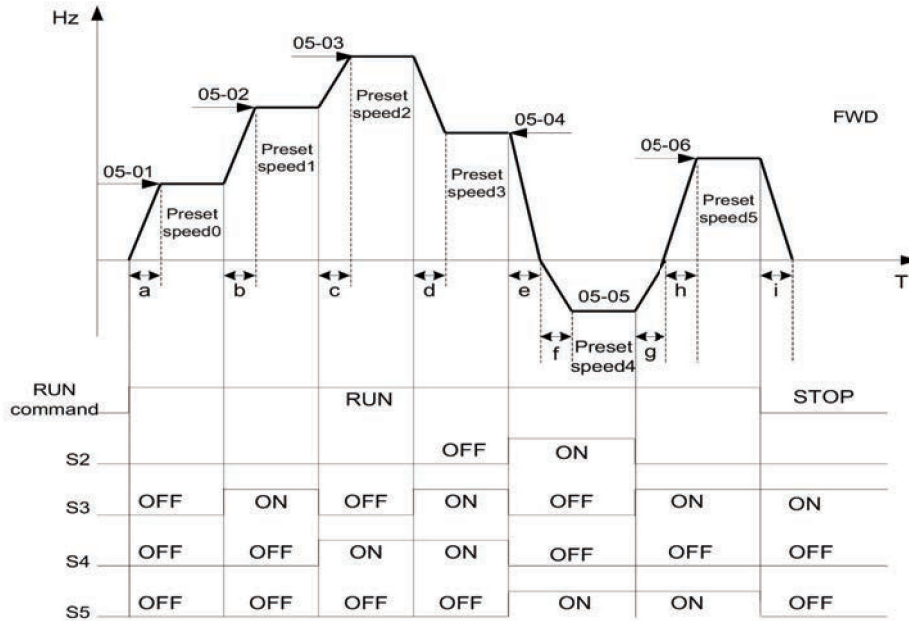 Hz
05-03
05-02
Preset
speed2
05-04
FWD
Preset
speed1
05-06
05-01
Preset
speed3
Preset
speed0
Preset
speed5
T
a
b
c
d
e
h
i
05-05
f
Preset
speed4
g
RUN
command
RUN
STOP
S2
OFF
ON
S3 OFF ON OFF ON OFF ON ON
S4 OFF OFF ON ON OFF OFF OFF
S5 OFF OFF OFF OFF ON ON OFF